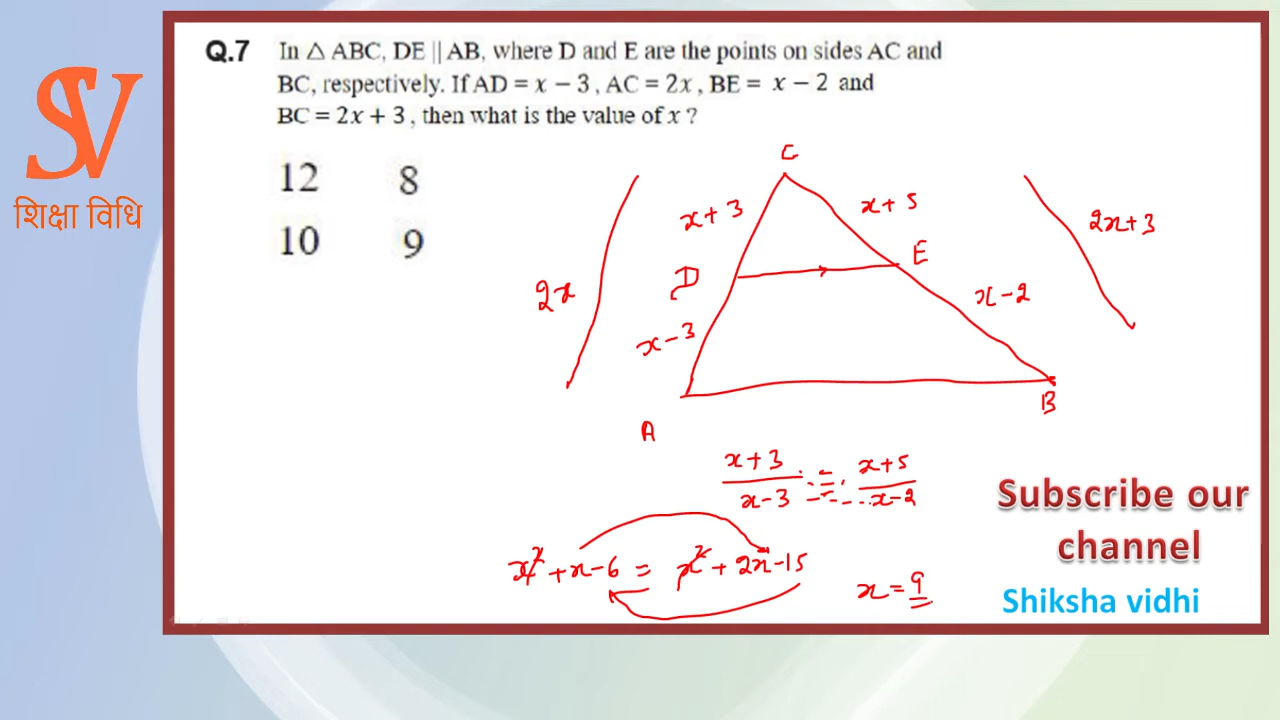 SV
शिक्षा विधि
Q.7 In △ ABC, DE || AB, where D and E are the points on sides AC and
BC, respectively. If AD = x − 3, AC = 2x, BE = x − 2 and
BC = 2x + 3, then what is the value of x ?
12 8
10 9
C
x+3
x+5
2x+3
D
E
2x
x-2
x-3
A
B
x+3 x+5
x-3 = x-2
x²+x-6 = x²+2x-15
x=9
Subscribe our
channel
Shiksha vidhi